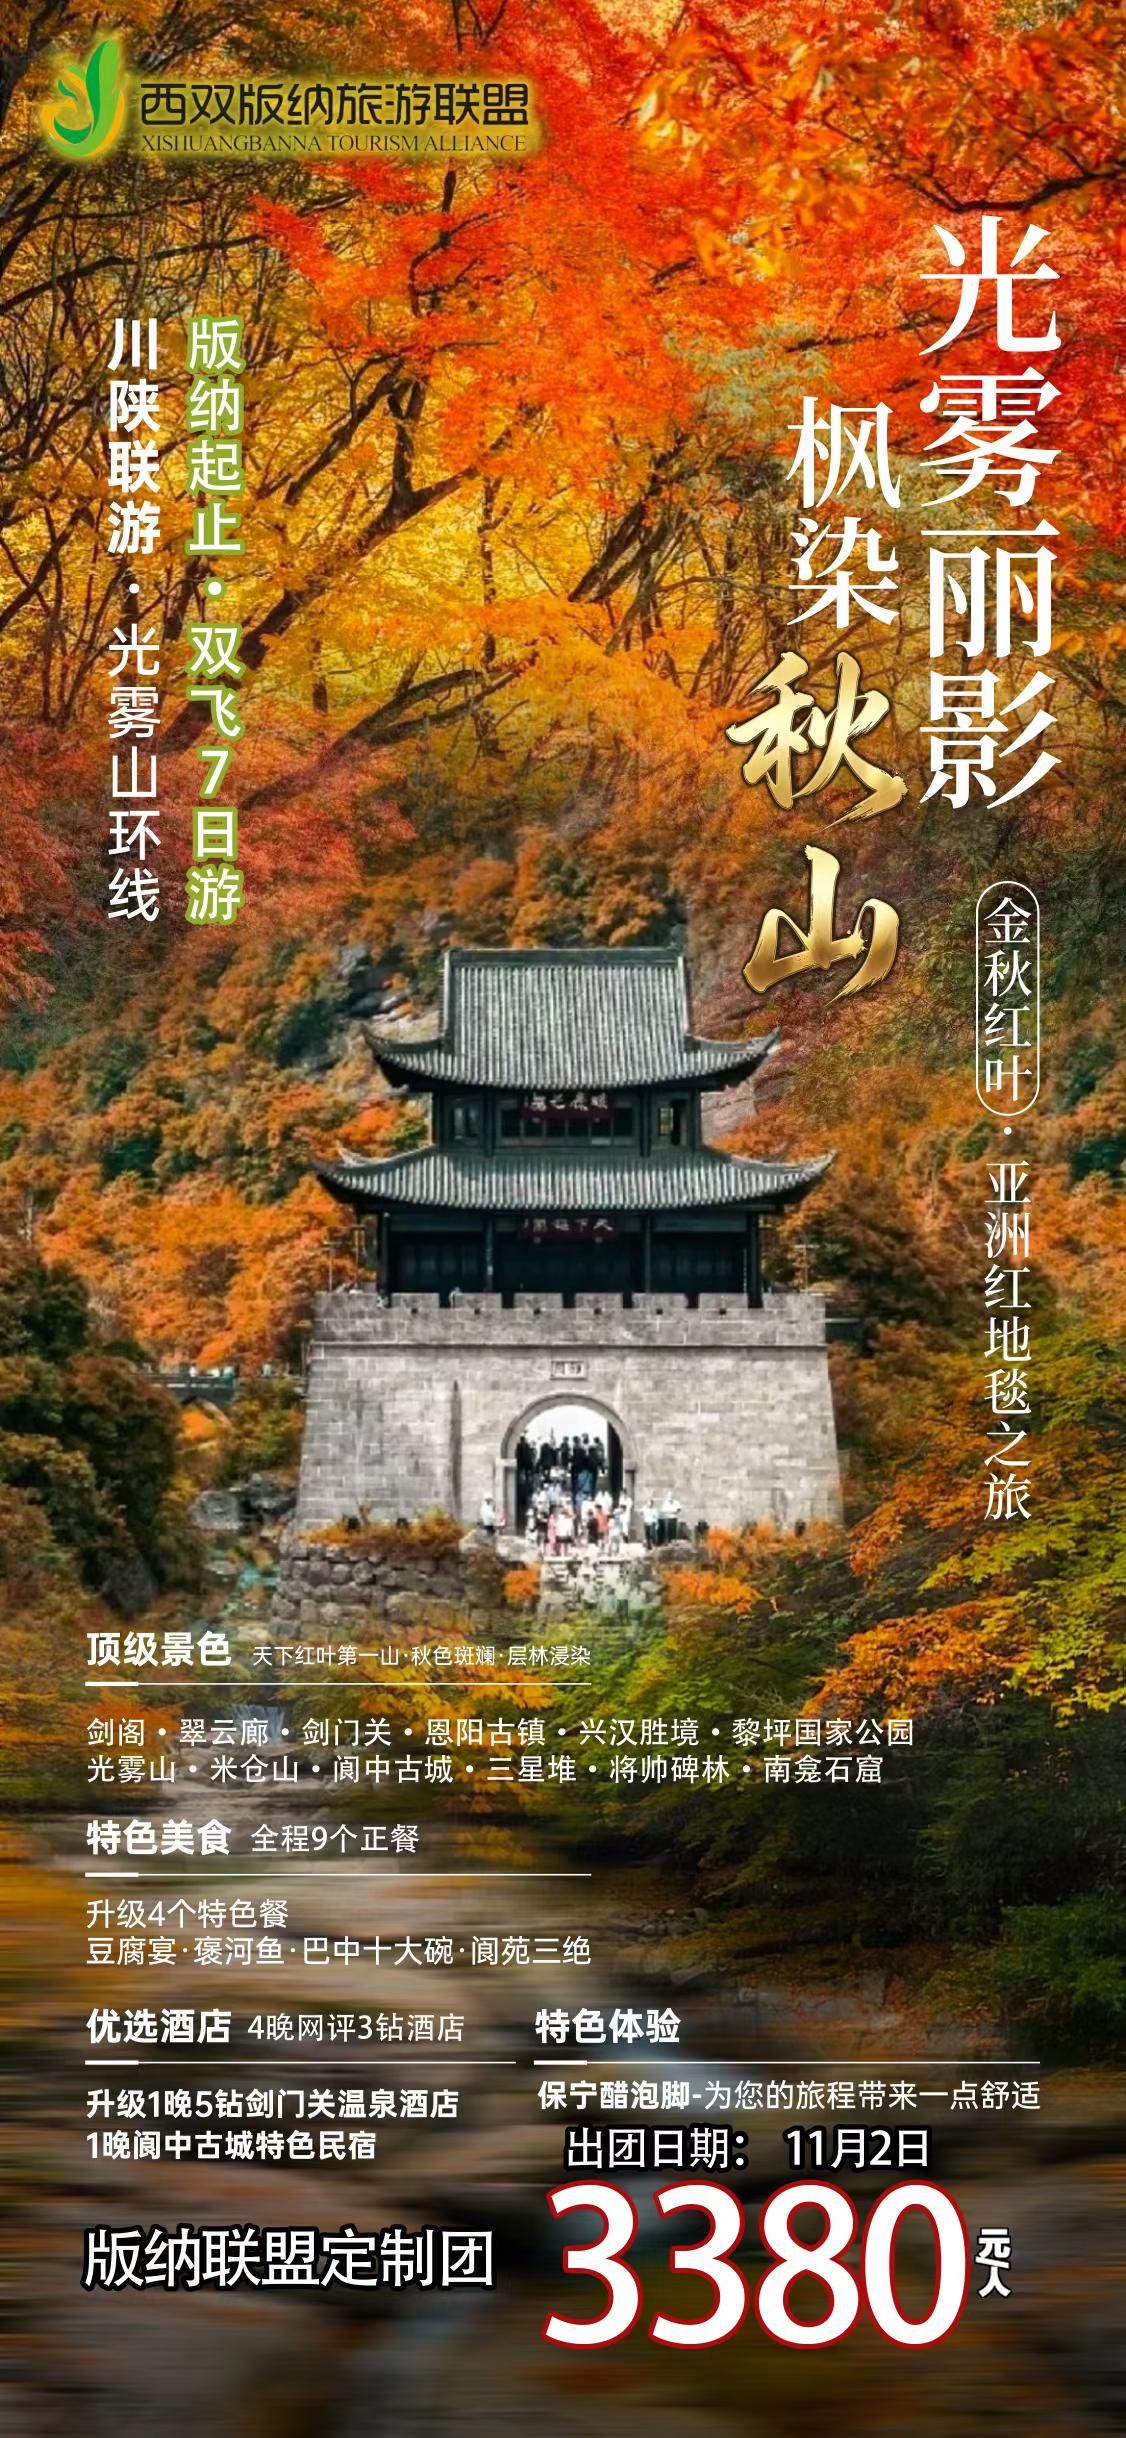 西双版纳旅游联盟
XISHUANGBANNA TOURISM ALLIANCE
光雾丽影
枫染秋山
金秋红叶·亚洲红地毯之旅
版纳起止·双飞7日游
川陕联游·光雾山环线
顶级景色 天下红叶第一山·秋色斑斓·层林浸染
剑阁•翠云廊•剑门关•恩阳古镇•兴汉胜境•黎坪国家公园
光雾山•米仓山•阆中古城•三星堆•将帅碑林•南龛石窟
特色美食 全程9个正餐
升级4个特色餐
豆腐宴·褒河鱼·巴中十大碗·阆苑三绝
优选酒店 4晚网评3钻酒店
升级1晚5钻剑门关温泉酒店
1晚阆中古城特色民宿
特色体验
保宁醋泡脚-为您的旅程带来一点舒适
出团日期： 11月2日
版纳联盟定制团
3380元/人